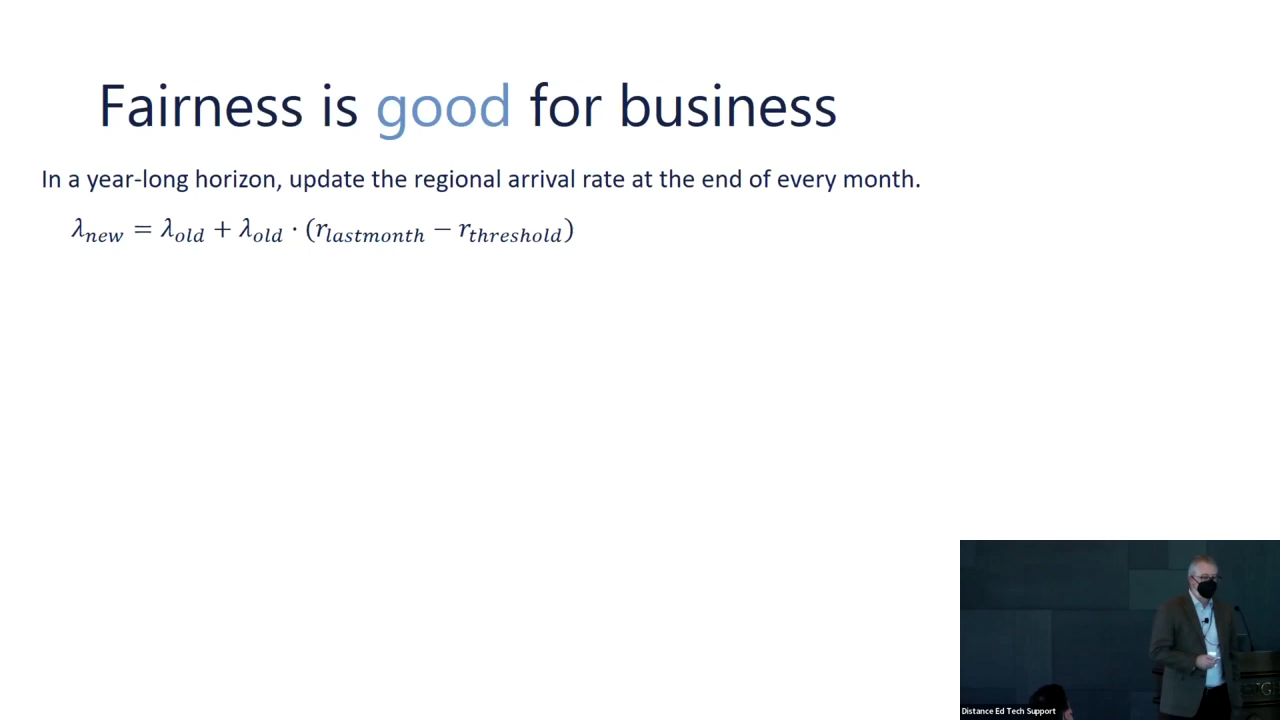 Fairness is good for business
In a year-long horizon, update the regional arrival rate at the end of every month.
λ_new = λ_old + λ_old · (r_lastmonth − r_threshold)
Distance Ed Tech Support